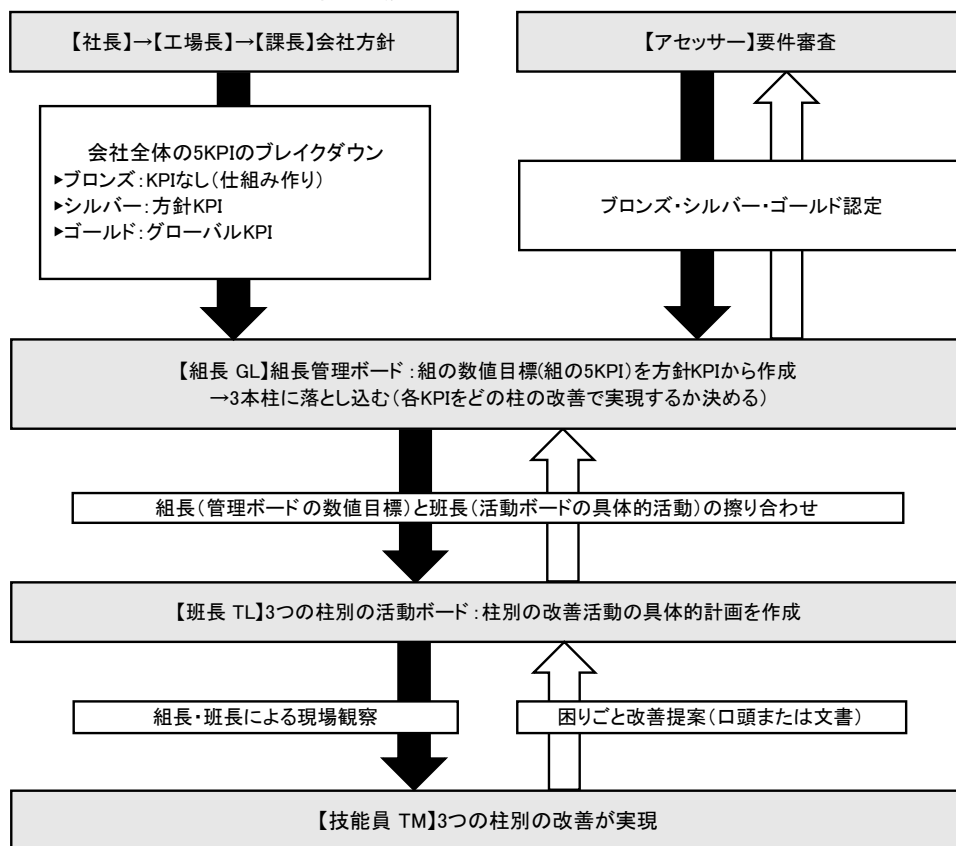 【社長】→【工場長】→【課長】会社方針
【アセッサー】要件審査
会社全体の5KPIのブレイクダウン
▶ブロンズ：KPIなし（仕組み作り）
▶シルバー：方針KPI
▶ゴールド：グローバルKPI
ブロンズ・シルバー・ゴールド認定
【組長 GL】組長管理ボード：組の数値目標(組の5KPI）を方針KPIから作成
→3本柱に落とし込む（各KPIをどの柱の改善で実現するか決める）
組長（管理ボードの数値目標）と班長（活動ボードの具体的活動）の擦り合わせ
【班長 TL】3つの柱別の活動ボード：柱別の改善活動の具体的計画を作成
組長・班長による現場観察
困りごと改善提案（口頭または文書）
【技能員 TM】3つの柱別の改善が実現